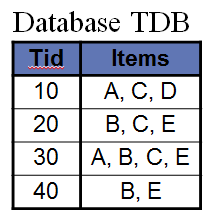 Database TDB
Tid Items
10 A, C, D
20 B, C, E
30 A, B, C, E
40 B, E